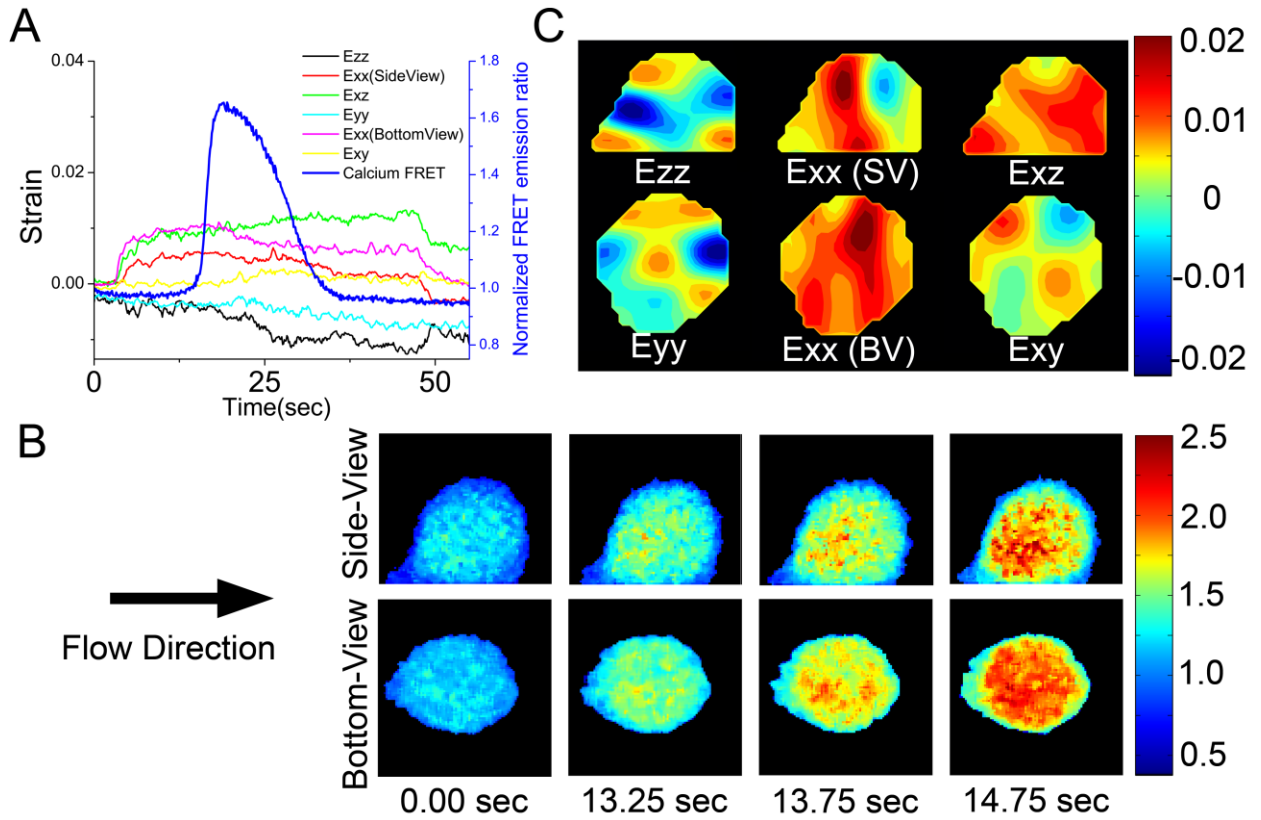 A
Ezz
Exx(SideView)
Exz
Eyy
Exx(BottomView)
Exy
Calcium FRET
0.04
0.02
0.00
Strain
1.8
1.6
1.4
1.2
1.0
0.8
Normalized FRET emission ratio
0
25
50
Time(sec)
C
Ezz
Exx (SV)
Exz
Eyy
Exx (BV)
Exy
0.02
0.01
0
-0.01
-0.02
B
Flow Direction
Side-View
Bottom-View
0.00 sec
13.25 sec
13.75 sec
14.75 sec
2.5
2.0
1.5
1.0
0.5